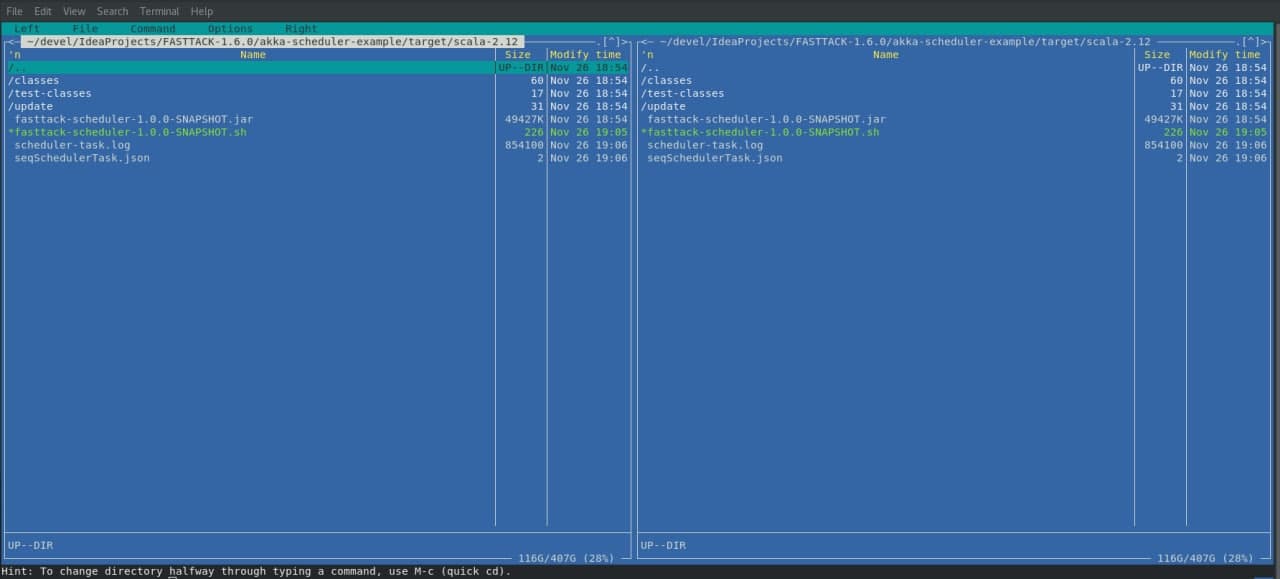 File Edit View Search Terminal Help
Left File Command Options Right
<─ ~/devel/IdeaProjects/FASTTACK-1.6.0/akka-scheduler-example/target/scala-2.12 ─.[^]>
'n Name Size Modify time
/.. UP--DIR Nov 26 18:54
/classes 60 Nov 26 18:54
/test-classes 17 Nov 26 18:54
/update 31 Nov 26 18:54
fasttack-scheduler-1.0.0-SNAPSHOT.jar 49427K Nov 26 18:54
*fasttack-scheduler-1.0.0-SNAPSHOT.sh 226 Nov 26 19:05
scheduler-task.log 854100 Nov 26 19:06
seqSchedulerTask.json 2 Nov 26 19:06
UP--DIR
116G/407G (28%)
<─ ~/devel/IdeaProjects/FASTTACK-1.6.0/akka-scheduler-example/target/scala-2.12 ─.[^]>
'n Name Size Modify time
/.. UP--DIR Nov 26 18:54
/classes 60 Nov 26 18:54
/test-classes 17 Nov 26 18:54
/update 31 Nov 26 18:54
fasttack-scheduler-1.0.0-SNAPSHOT.jar 49427K Nov 26 18:54
*fasttack-scheduler-1.0.0-SNAPSHOT.sh 226 Nov 26 19:05
scheduler-task.log 854100 Nov 26 19:06
seqSchedulerTask.json 2 Nov 26 19:06
UP--DIR
116G/407G (28%)
Hint: To change directory halfway through typing a command, use M-c (quick cd).